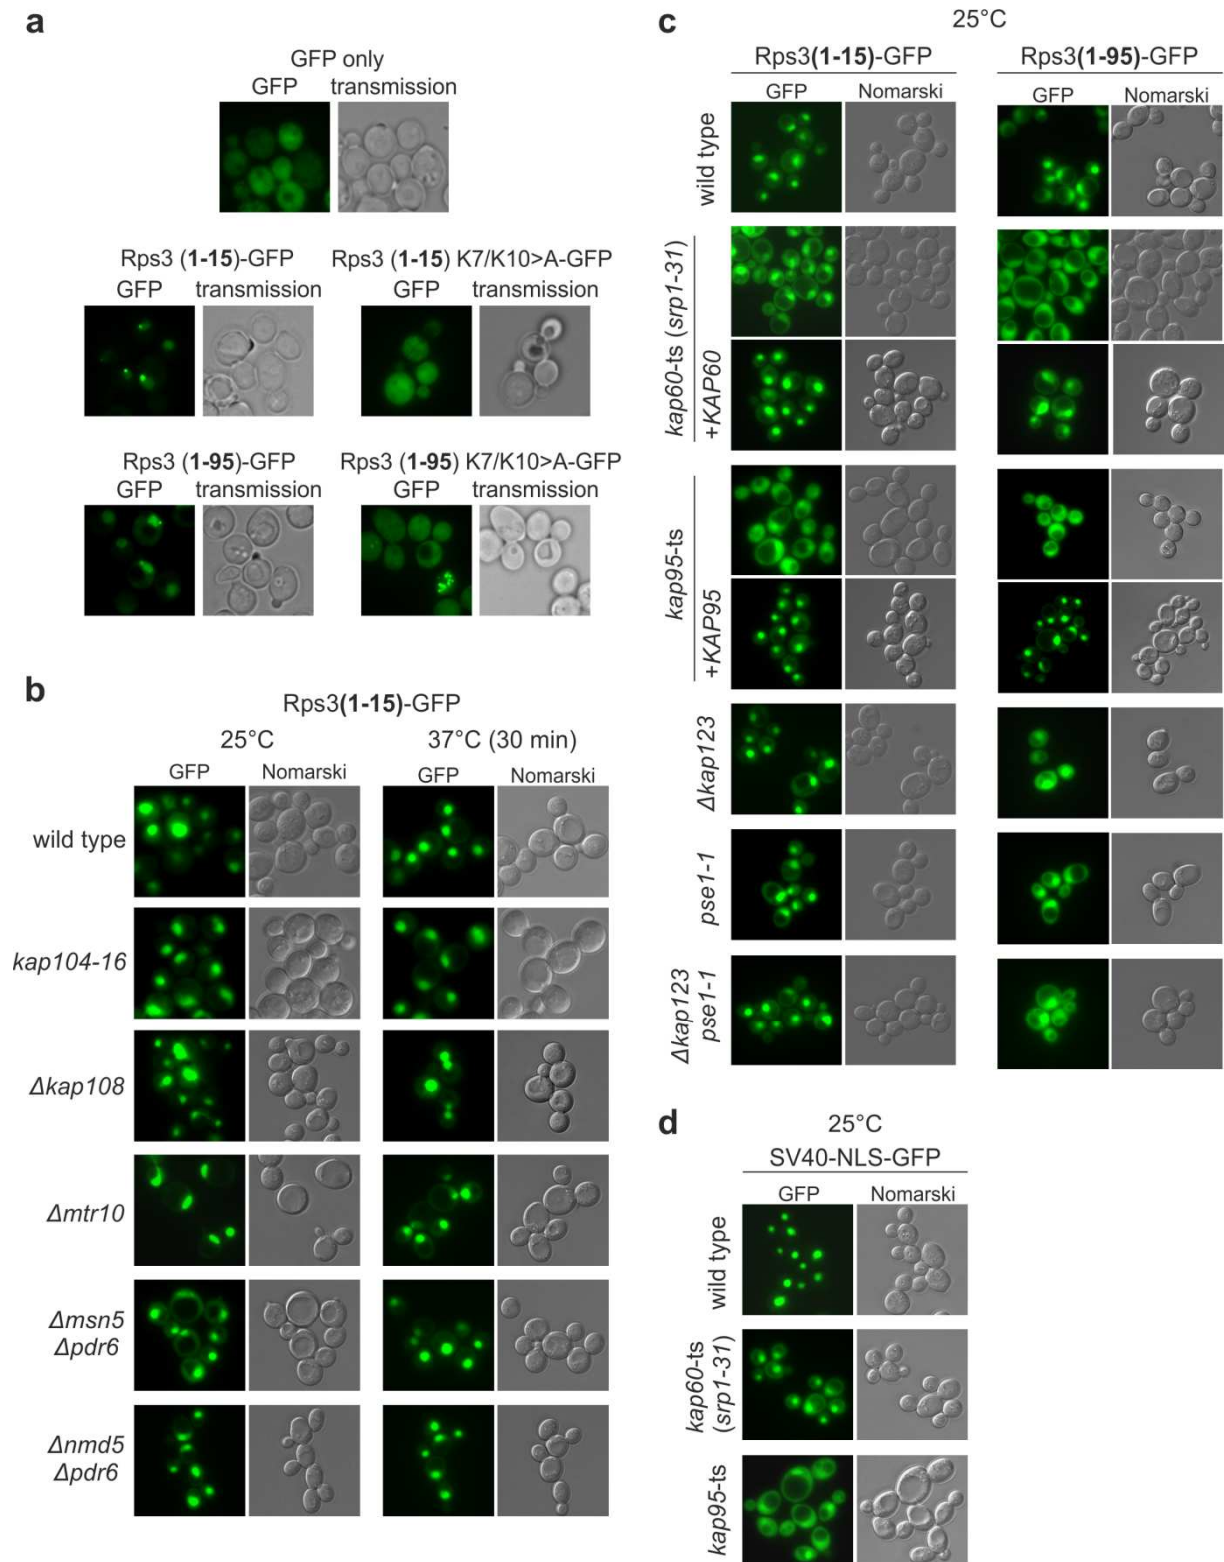 a
GFP only
GFP transmission
Rps3 (1-15)-GFP
GFP transmission
Rps3 (1-15) K7/K10>A-GFP
GFP transmission
Rps3 (1-95)-GFP
GFP transmission
Rps3 (1-95) K7/K10>A-GFP
GFP transmission
b
Rps3(1-15)-GFP
25°C
37°C (30 min)
GFP Nomarski
GFP Nomarski
wild type
kap104-16
Δkap108
Δmtr10
Δmsn5
Δpdr6
Δnmd5
Δpdr6
c
25°C
Rps3(1-15)-GFP
Rps3(1-95)-GFP
GFP Nomarski
GFP Nomarski
wild type
kap60-ts (srp1-31)
+KAP60
kap95-ts
+KAP95
Δkap123
pse1-1
Δkap123
pse1-1
d
25°C
SV40-NLS-GFP
GFP Nomarski
wild type
kap60-ts
(srp1-31)
kap95-ts